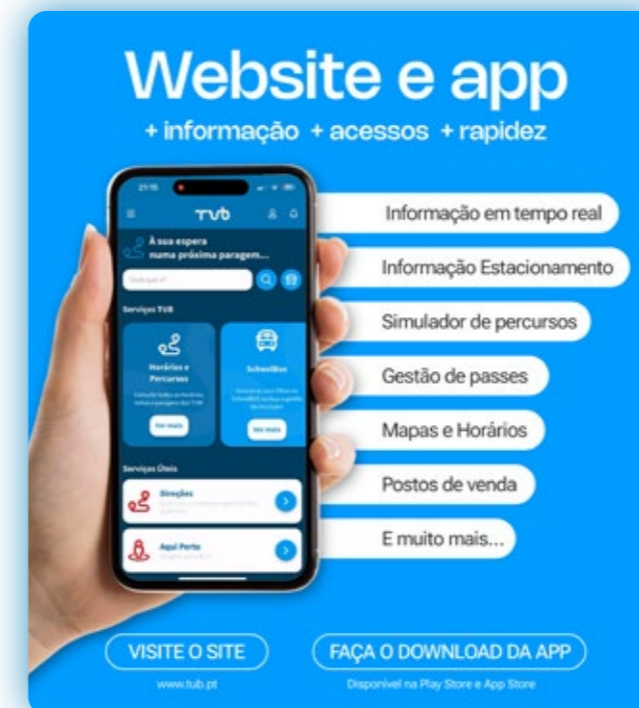 Website e app
+ informação + acessos + rapidez
21:15
TUB
À sua espera
numa próxima paragem...
Serviços TUB
Horários e
Percursos
Ver mais
SchoolBus
Ver mais
Serviços Úteis
Direções
Aqui Perto
Informação em tempo real
Informação Estacionamento
Simulador de percursos
Gestão de passes
Mapas e Horários
Postos de venda
E muito mais...
VISITE O SITE
www.tub.pt
FAÇA O DOWNLOAD DA APP
Disponível na Play Store e App Store